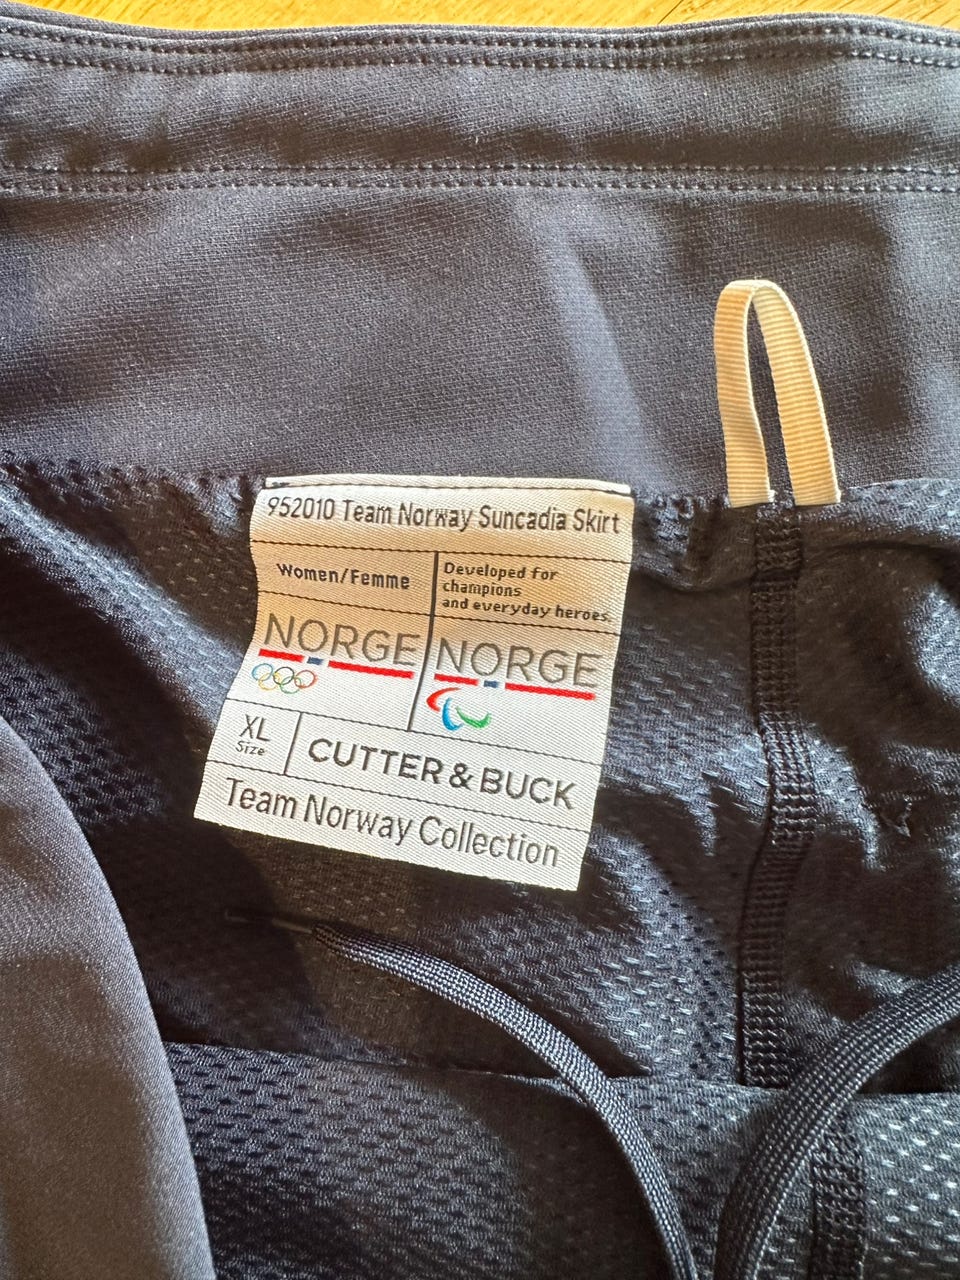 952010 Team Norway Suncadia Skirt
Women/Femme
Developed for
champions
and everyday heroes.
NORGE
NORGE
XL
Size
CUTTER & BUCK
Team Norway Collection